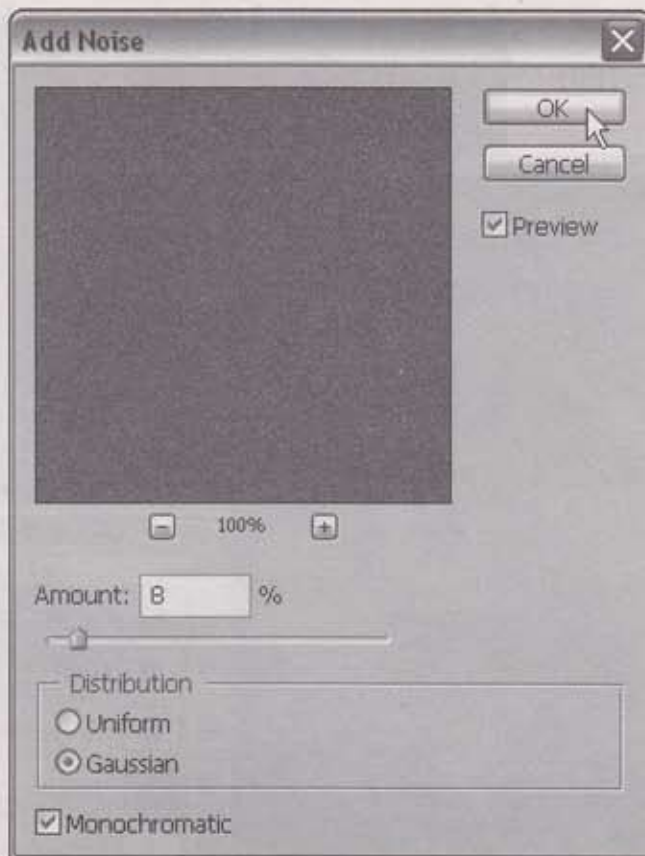 Add Noise
OK
Cancel
Preview
100%
Amount: 8 %
Distribution
Uniform
Gaussian
Monochromatic